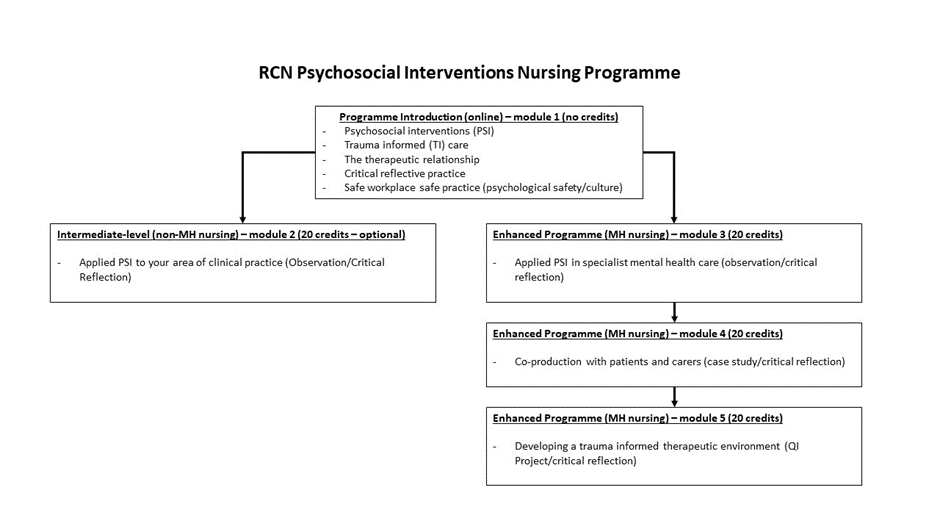 RCN Psychosocial Interventions Nursing Programme
Programme Introduction (online) – module 1 (no credits)
- Psychosocial interventions (PSI)
- Trauma informed (TI) care
- The therapeutic relationship
- Critical reflective practice
- Safe workplace safe practice (psychological safety/culture)
Intermediate-level (non-MH nursing) – module 2 (20 credits – optional)
- Applied PSI to your area of clinical practice (Observation/Critical
Reflection)
Enhanced Programme (MH nursing) – module 3 (20 credits)
- Applied PSI in specialist mental health care (observation/critical
reflection)
Enhanced Programme (MH nursing) – module 4 (20 credits)
- Co-production with patients and carers (case study/critical reflection)
Enhanced Programme (MH nursing) – module 5 (20 credits)
- Developing a trauma informed therapeutic environment (QI
Project/critical reflection)